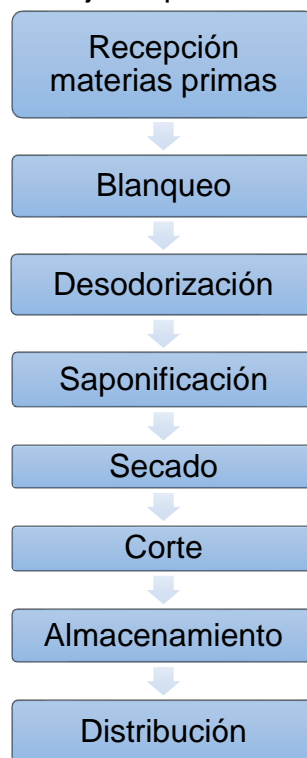 Recepción
materias primas
Blanqueo
Desodorización
Saponificación
Secado
Corte
Almacenamiento
Distribución